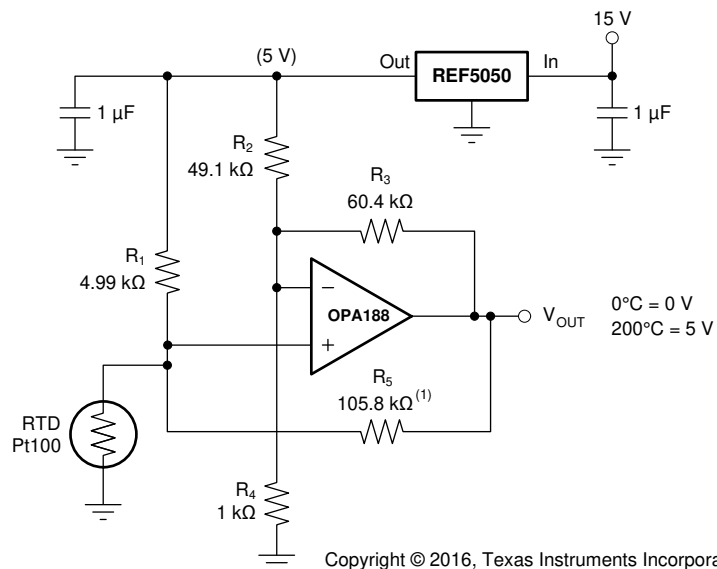 15 V
(5 V)
Out
REF5050
In
1 µF
1 µF
R2
49.1 kΩ
R3
60.4 kΩ
R1
4.99 kΩ
−
OPA188
+
VOUT
0°C = 0 V
200°C = 5 V
R5
105.8 kΩ(1)
RTD
Pt100
R4
1 kΩ
Copyright © 2016, Texas Instruments Incorpora